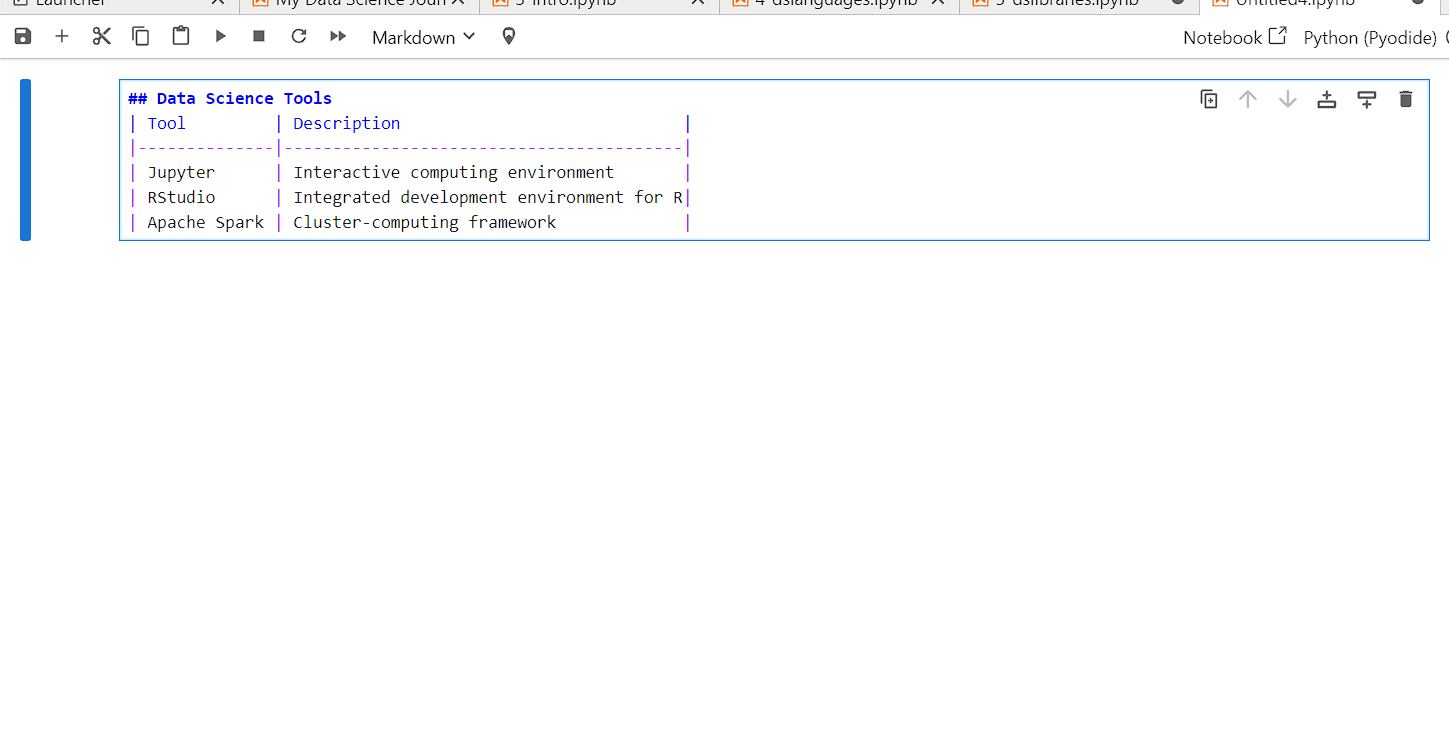 Launcher
My Data Science Journ
3-intro.ipynb
4-dslanguages.ipynb
5-dslibraries.ipynb
Untitled4.ipynb
Markdown
Notebook
Python (Pyodide)
## Data Science Tools
| Tool         | Description                             |
|--------------|-----------------------------------------|
| Jupyter      | Interactive computing environment       |
| RStudio      | Integrated development environment for R|
| Apache Spark | Cluster-computing framework             |